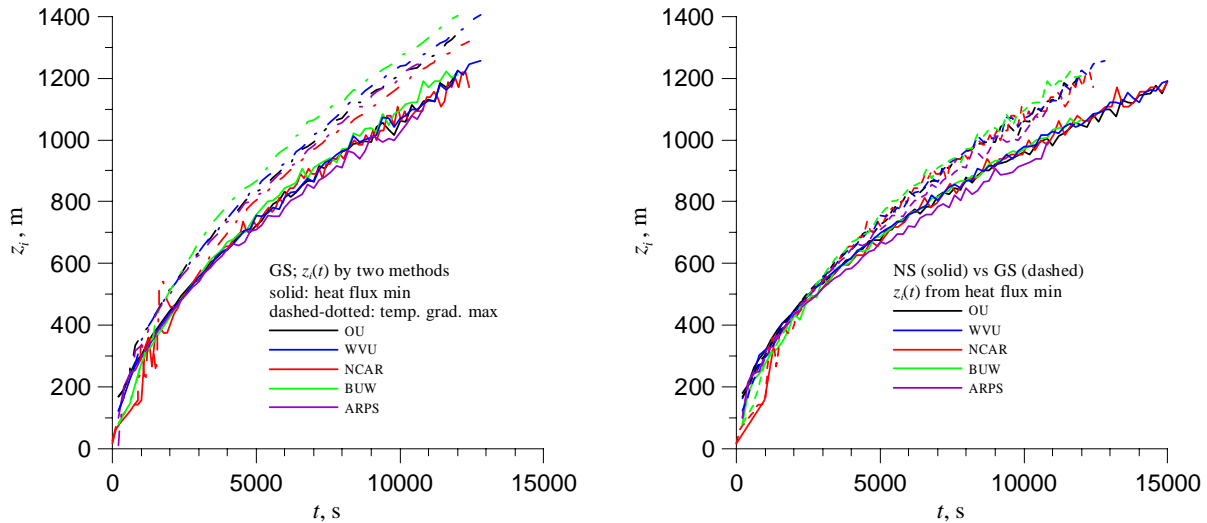 1400
1200
1000
800
600
400
200
0
z_i , m
0 5000 10000 15000
t, s
GS; z_i(t) by two methods
solid: heat flux min
dashed-dotted: temp. grad. max
OU
WVU
NCAR
BUW
ARPS
1400
1200
1000
800
600
400
200
0
z_i , m
0 5000 10000 15000
t, s
NS (solid) vs GS (dashed)
z_i(t) from heat flux min
OU
WVU
NCAR
BUW
ARPS